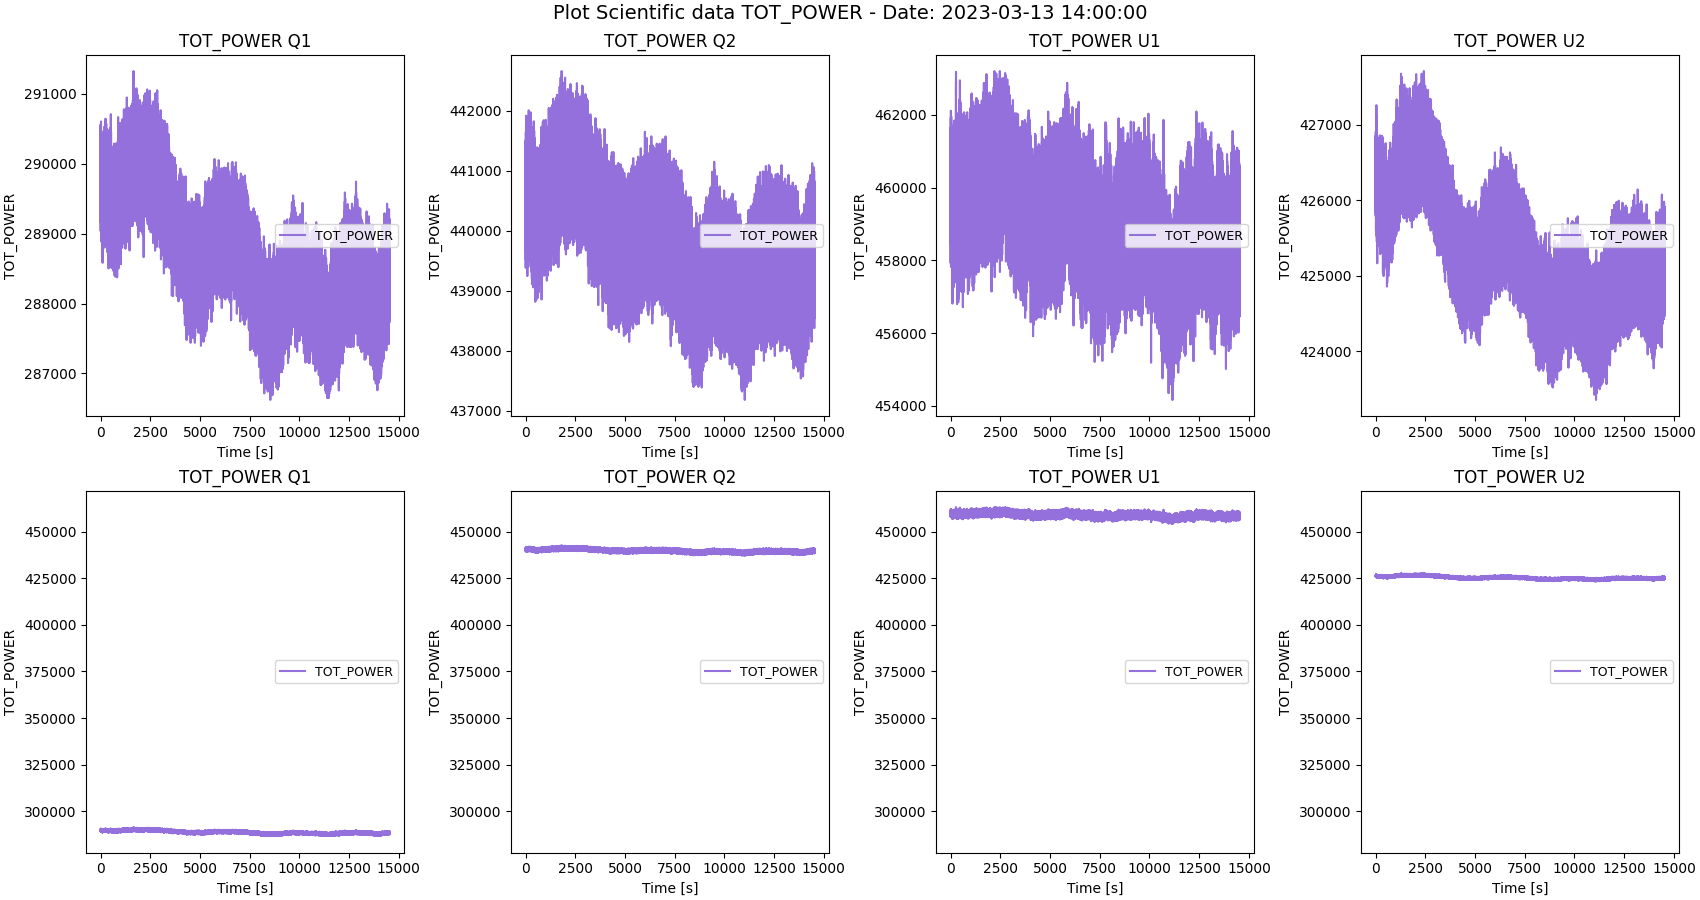 Plot Scientific data TOT_POWER - Date: 2023-03-13 14:00:00
TOT_POWER Q1
TOT_POWER
291000
290000
289000
288000
287000
TOT_POWER
0 2500 5000 7500 10000 12500 15000
Time [s]
TOT_POWER Q2
TOT_POWER
442000
441000
440000
439000
438000
437000
TOT_POWER
0 2500 5000 7500 10000 12500 15000
Time [s]
TOT_POWER U1
TOT_POWER
462000
460000
458000
456000
454000
TOT_POWER
0 2500 5000 7500 10000 12500 15000
Time [s]
TOT_POWER U2
TOT_POWER
427000
426000
425000
424000
TOT_POWER
0 2500 5000 7500 10000 12500 15000
Time [s]
TOT_POWER Q1
TOT_POWER
450000
425000
400000
375000
350000
325000
300000
TOT_POWER
0 2500 5000 7500 10000 12500 15000
Time [s]
TOT_POWER Q2
TOT_POWER
450000
425000
400000
375000
350000
325000
300000
TOT_POWER
0 2500 5000 7500 10000 12500 15000
Time [s]
TOT_POWER U1
TOT_POWER
450000
425000
400000
375000
350000
325000
300000
TOT_POWER
0 2500 5000 7500 10000 12500 15000
Time [s]
TOT_POWER U2
TOT_POWER
450000
425000
400000
375000
350000
325000
300000
TOT_POWER
0 2500 5000 7500 10000 12500 15000
Time [s]